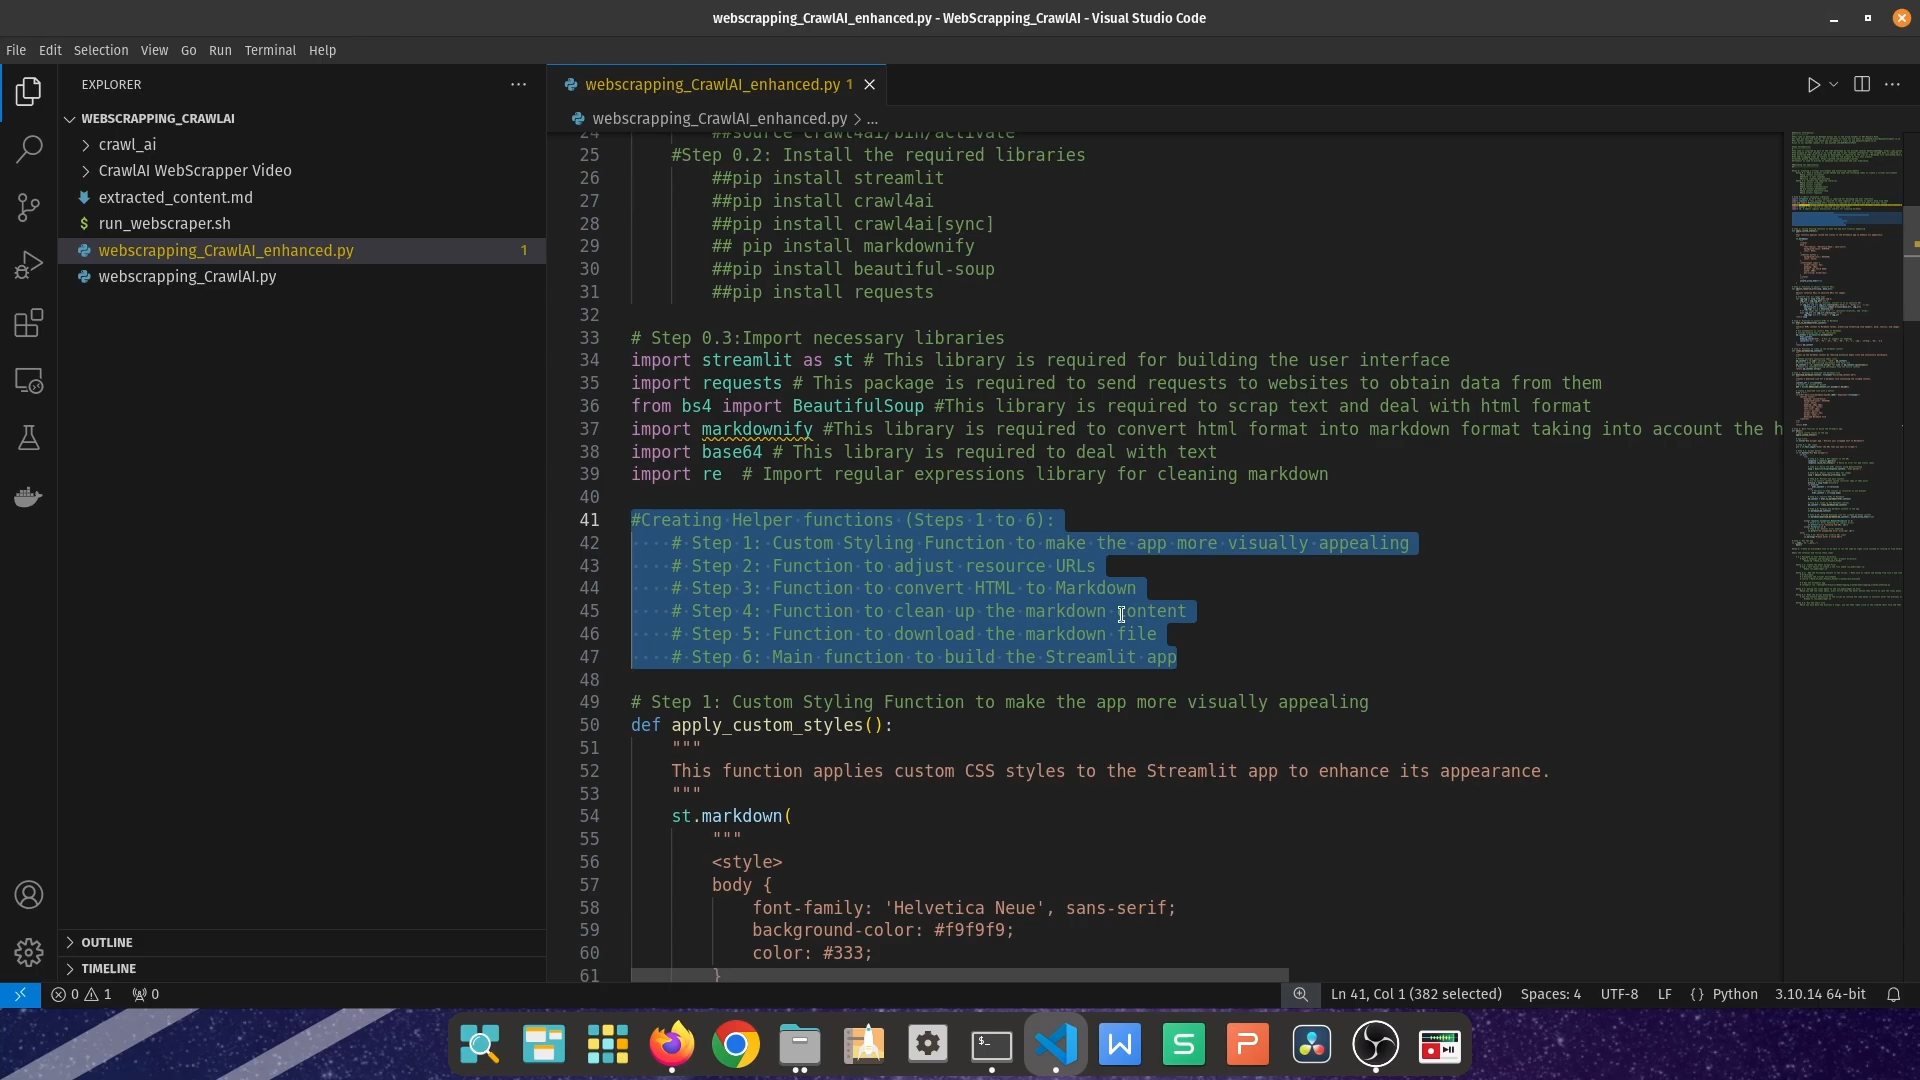 webscrapping_CrawlAI_enhanced.py - WebScrapping_CrawlAI - Visual Studio Code
File Edit Selection View Go Run Terminal Help
EXPLORER
WEBSCRAPPING_CRAWLAI
crawl_ai
CrawlAI WebScrapper Video
extracted_content.md
$ run_webscraper.sh
webscrapping_CrawlAI_enhanced.py 1
webscrapping_CrawlAI.py
OUTLINE
TIMELINE
webscrapping_CrawlAI_enhanced.py 1
webscrapping_CrawlAI_enhanced.py > ...
24 ##source crawl4ai/bin/activate
25 #Step 0.2: Install the required libraries
26 ##pip install streamlit
27 ##pip install crawl4ai
28 ##pip install crawl4ai[sync]
29 ## pip install markdownify
30 ##pip install beautiful-soup
31 ##pip install requests
32
33 # Step 0.3:Import necessary libraries
34 import streamlit as st # This library is required for building the user interface
35 import requests # This package is required to send requests to websites to obtain data from them
36 from bs4 import BeautifulSoup #This library is required to scrap text and deal with html format
37 import markdownify #This library is required to convert html format into markdown format taking into account the h
38 import base64 # This library is required to deal with text
39 import re  # Import regular expressions library for cleaning markdown
40
41 #Creating Helper functions (Steps 1 to 6):
42 # Step 1: Custom Styling Function to make the app more visually appealing
43 # Step 2: Function to adjust resource URLs
44 # Step 3: Function to convert HTML to Markdown
45 # Step 4: Function to clean up the markdown content
46 # Step 5: Function to download the markdown file
47 # Step 6: Main function to build the Streamlit app
48
49 # Step 1: Custom Styling Function to make the app more visually appealing
50 def apply_custom_styles():
51 """
52 This function applies custom CSS styles to the Streamlit app to enhance its appearance.
53 """
54 st.markdown(
55 """
56 <style>
57 body {
58 font-family: 'Helvetica Neue', sans-serif;
59 background-color: #f9f9f9;
60 color: #333;
61 }
0 1 0 Ln 41, Col 1 (382 selected) Spaces: 4 UTF-8 LF {} Python 3.10.14 64-bit
$_ W S P